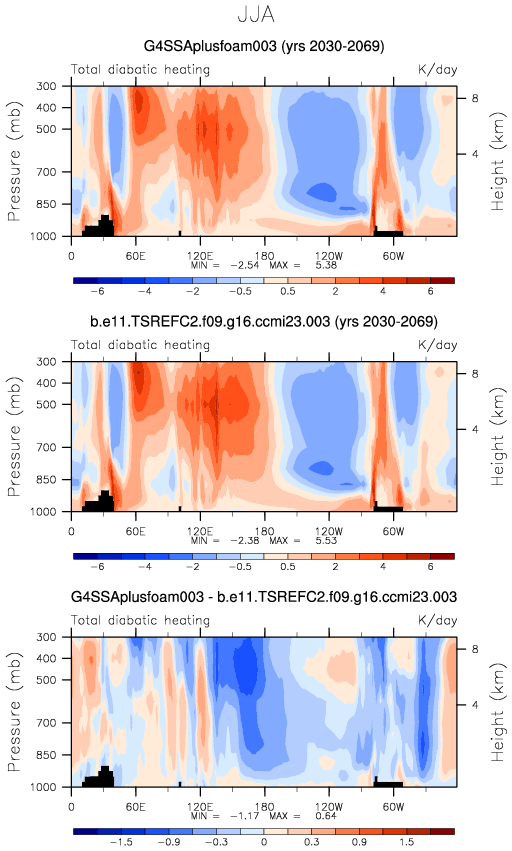 JJA
G4SSAplusfoam003 (yrs 2030-2069)
Total diabatic heating K/day
Pressure (mb)
300
400
500
700
850
1000
8
4
Height (km)
0 60E 120E 180 120W 60W
MIN = -2.54 MAX = 5.38
-6 -4 -2 -1 -0.5 0 0.5 1 2 4 6
b.e11.TSREFC2.f09.g16.ccmi23.003 (yrs 2030-2069)
Total diabatic heating K/day
Pressure (mb)
300
400
500
700
850
1000
8
4
Height (km)
0 60E 120E 180 120W 60W
MIN = -2.38 MAX = 5.53
-6 -4 -2 -1 -0.5 0 0.5 1 2 4 6
G4SSAplusfoam003 - b.e11.TSREFC2.f09.g16.ccmi23.003
Total diabatic heating K/day
Pressure (mb)
300
400
500
700
850
1000
8
4
Height (km)
0 60E 120E 180 120W 60W
MIN = -1.17 MAX = 0.64
-1.5 -0.9 -0.3 0 0.3 0.9 1.5